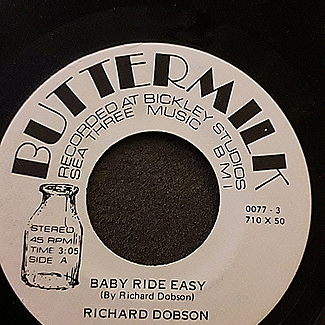 BUTTERMILK
RECORDED AT BICKLEY STUDIOS
SEA THREE MUSIC BMI
0077 - 3
710 X 50
STEREO
45 RPM
TIME 3:05
SIDE A
BABY RIDE EASY
(By Richard Dobson)
RICHARD DOBSON